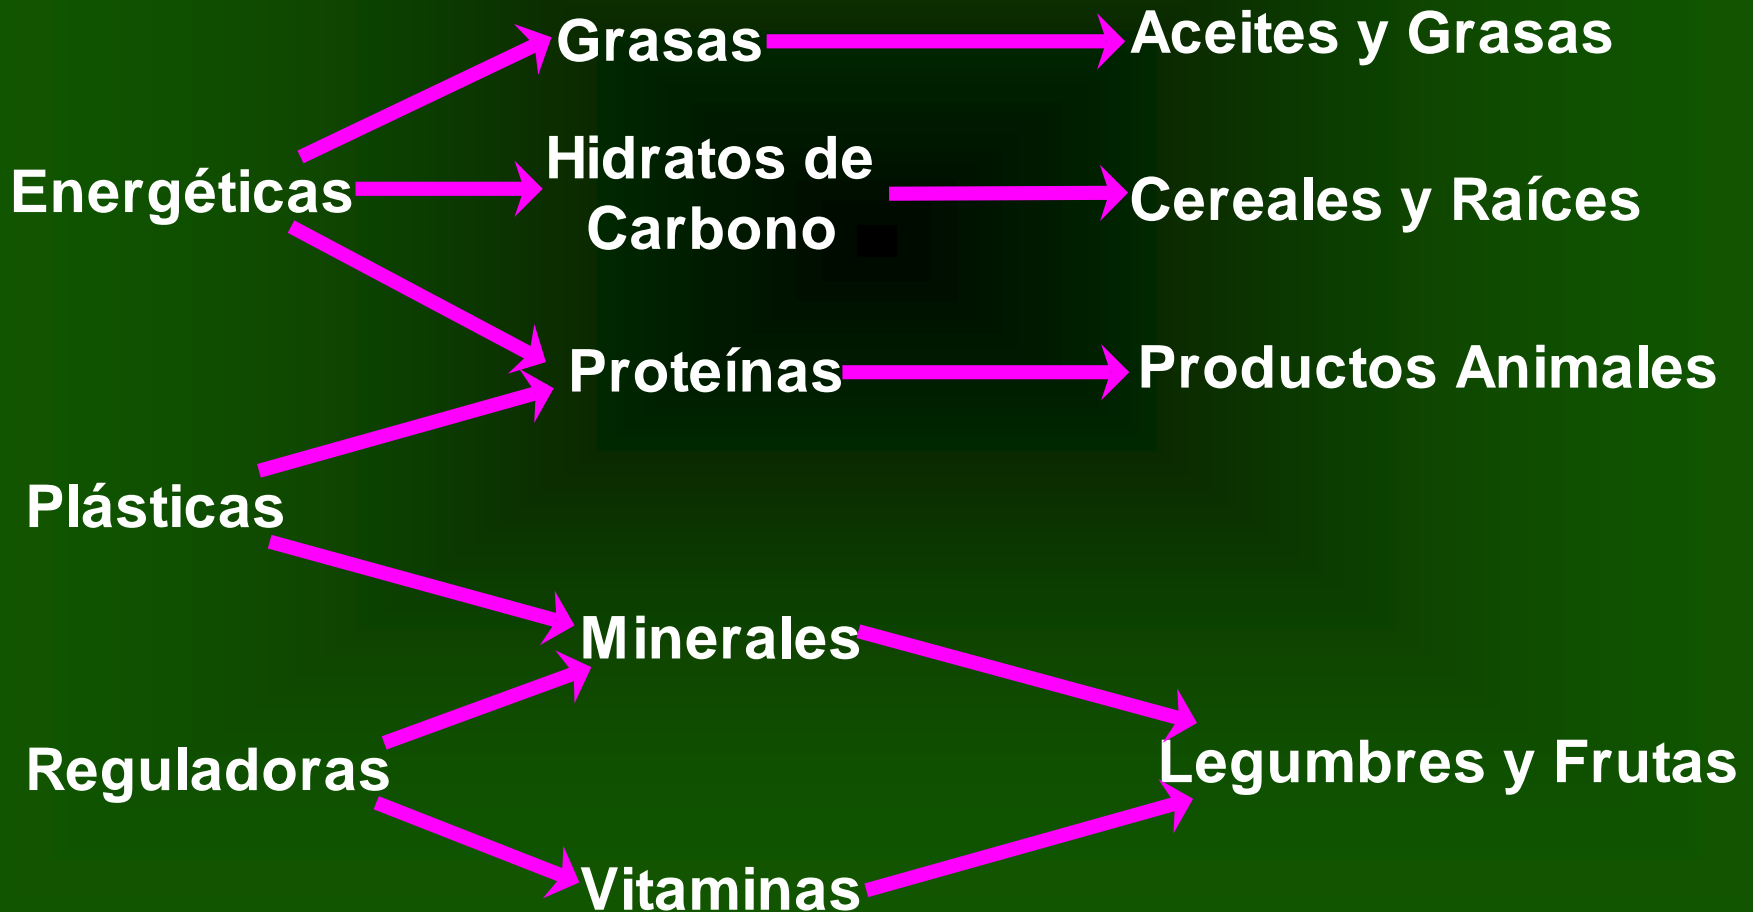 Grasas
Aceites y Grasas
Energéticas
Hidratos de
Carbono
Cereales y Raíces
Proteínas
Productos Animales
Plásticas
Minerales
Reguladoras
Legumbres y Frutas
Vitaminas